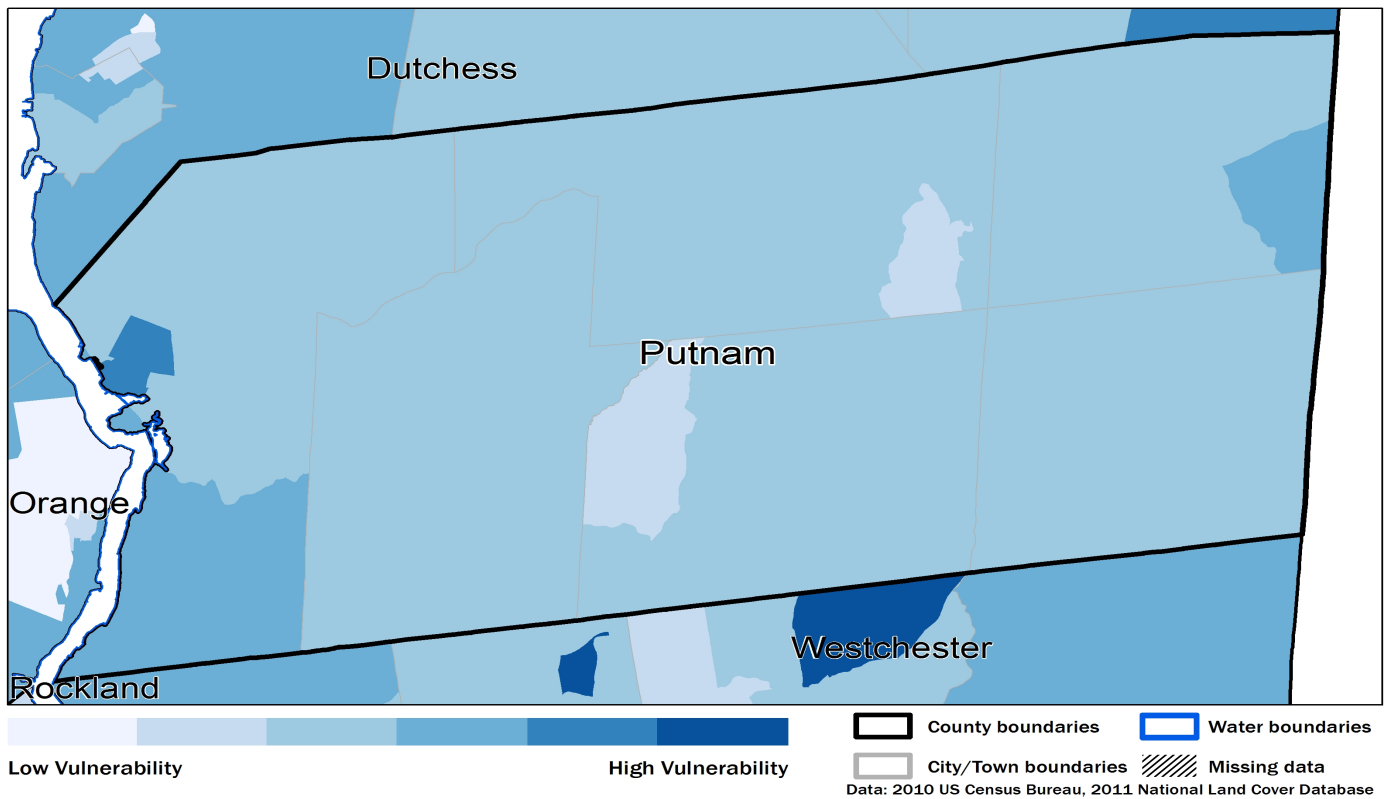 Dutchess
Putnam
Orange
Westchester
Rockland
Low Vulnerability
High Vulnerability
County boundaries
Water boundaries
City/Town boundaries
Missing data
Data: 2010 US Census Bureau, 2011 National Land Cover Database